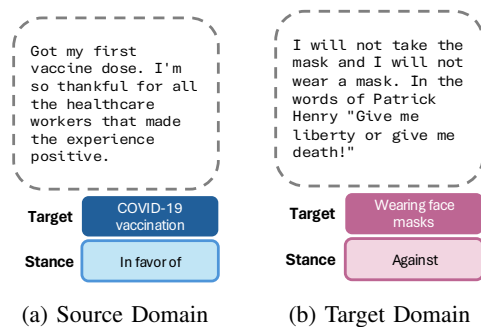 Got my first
vaccine dose. I'm
so thankful for all
the healthcare
workers that made
the experience
positive.
Target
COVID-19
vaccination
Stance
In favor of
(a) Source Domain
I will not take the
mask and I will not
wear a mask. In the
words of Patrick
Henry "Give me
liberty or give me
death!"
Target
Wearing face
masks
Stance
Against
(b) Target Domain